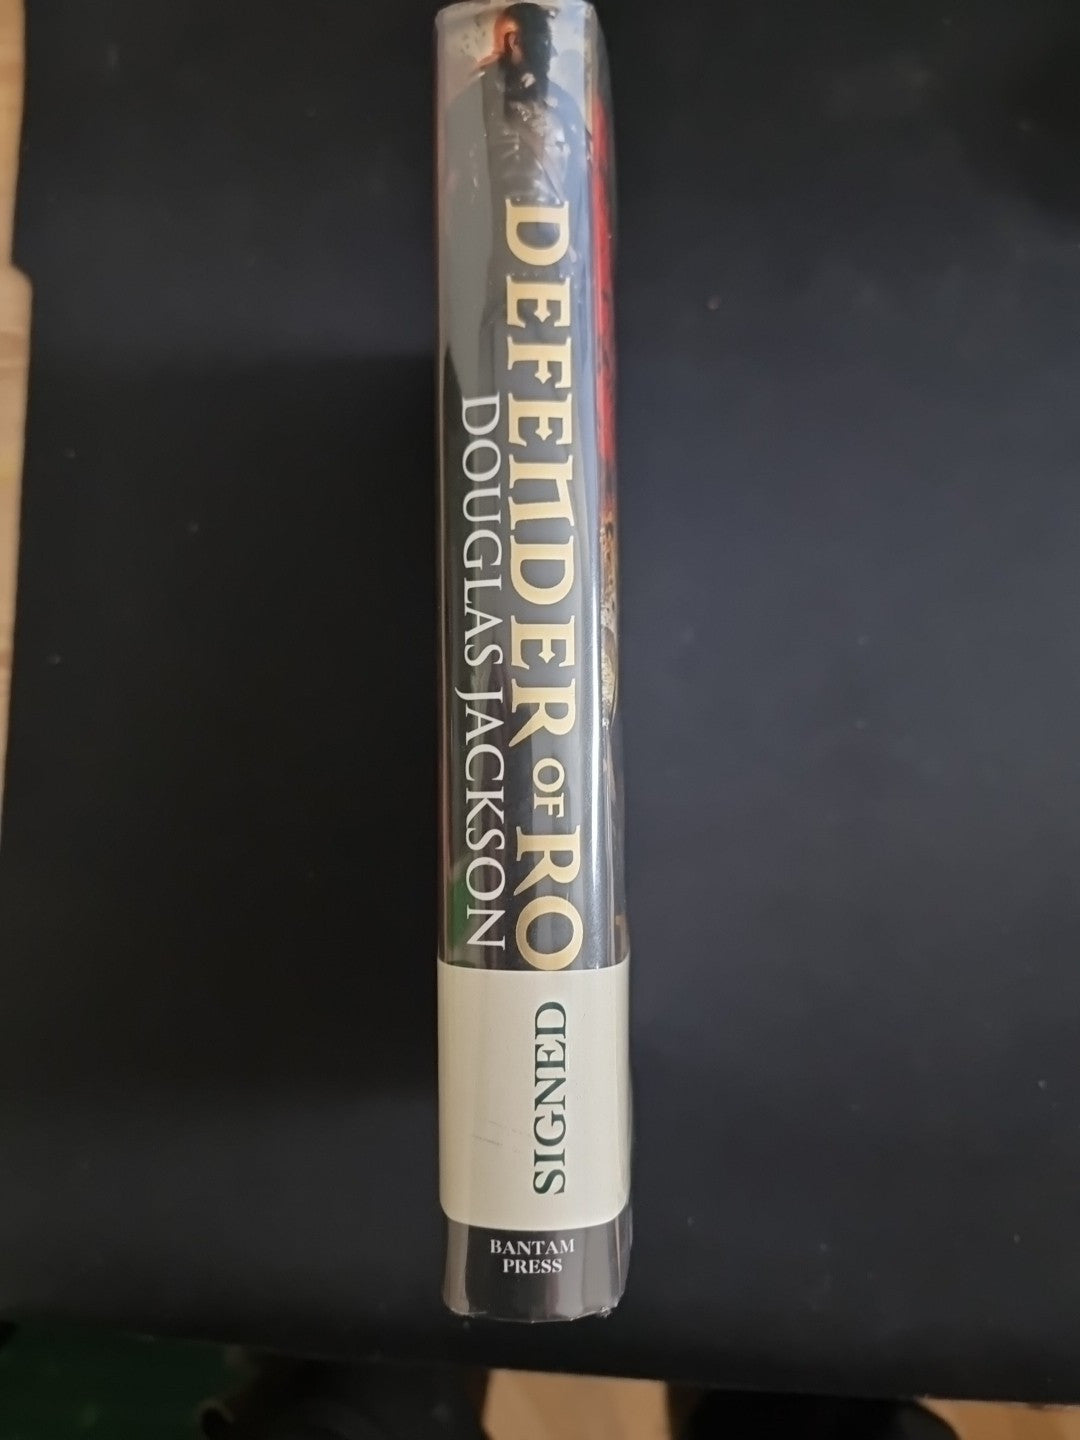 DEFENDER OF RO
DOUGLAS JACKSON
SIGNED
BANTAM
PRESS